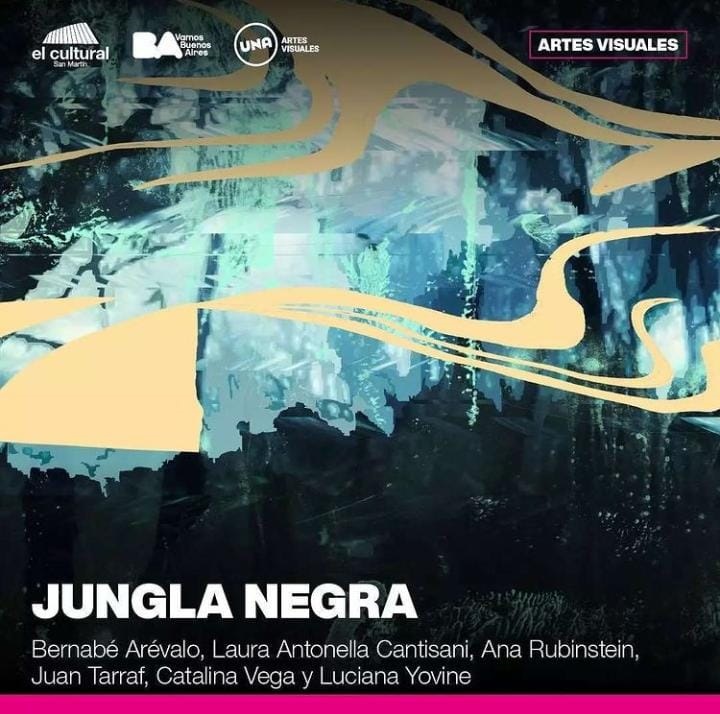 el cultural
San Martín.
BA Vamos
Buenos
Aires
UNA ARTES
VISUALES
ARTES VISUALES
JUNGLA NEGRA
Bernabé Arévalo, Laura Antonella Cantisani, Ana Rubinstein,
Juan Tarraf, Catalina Vega y Luciana Yovine